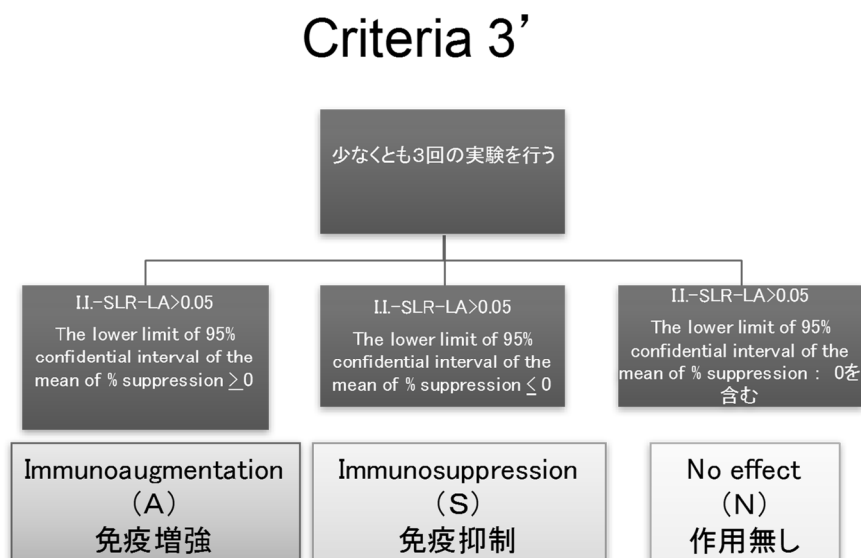 Criteria 3’
少なくとも3回の実験を行う
I.I.-SLR-LA>0.05
The lower limit of 95%
confidential interval of the
mean of % suppression ≥0
I.I.-SLR-LA>0.05
The lower limit of 95%
confidential interval of the
mean of % suppression ≤ 0
I.I.-SLR-LA>0.05
The lower limit of 95%
confidential interval of the
mean of % suppression : 0を
含む
Immunoaugmentation
(A)
免疫増強
Immunosuppression
(S)
免疫抑制
No effect
(N)
作用無し